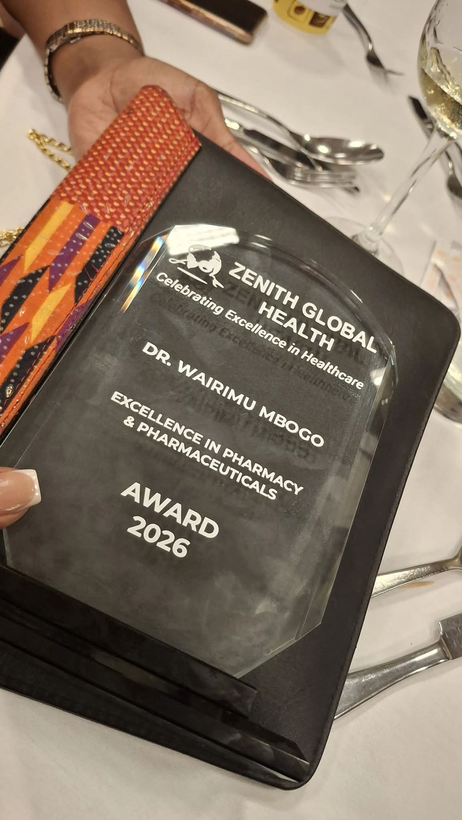 ZENITH GLOBAL
HEALTH
Celebrating Excellence in Healthcare
DR. WAIRIMU MBOGO
EXCELLENCE IN PHARMACY
& PHARMACEUTICALS
AWARD
2026